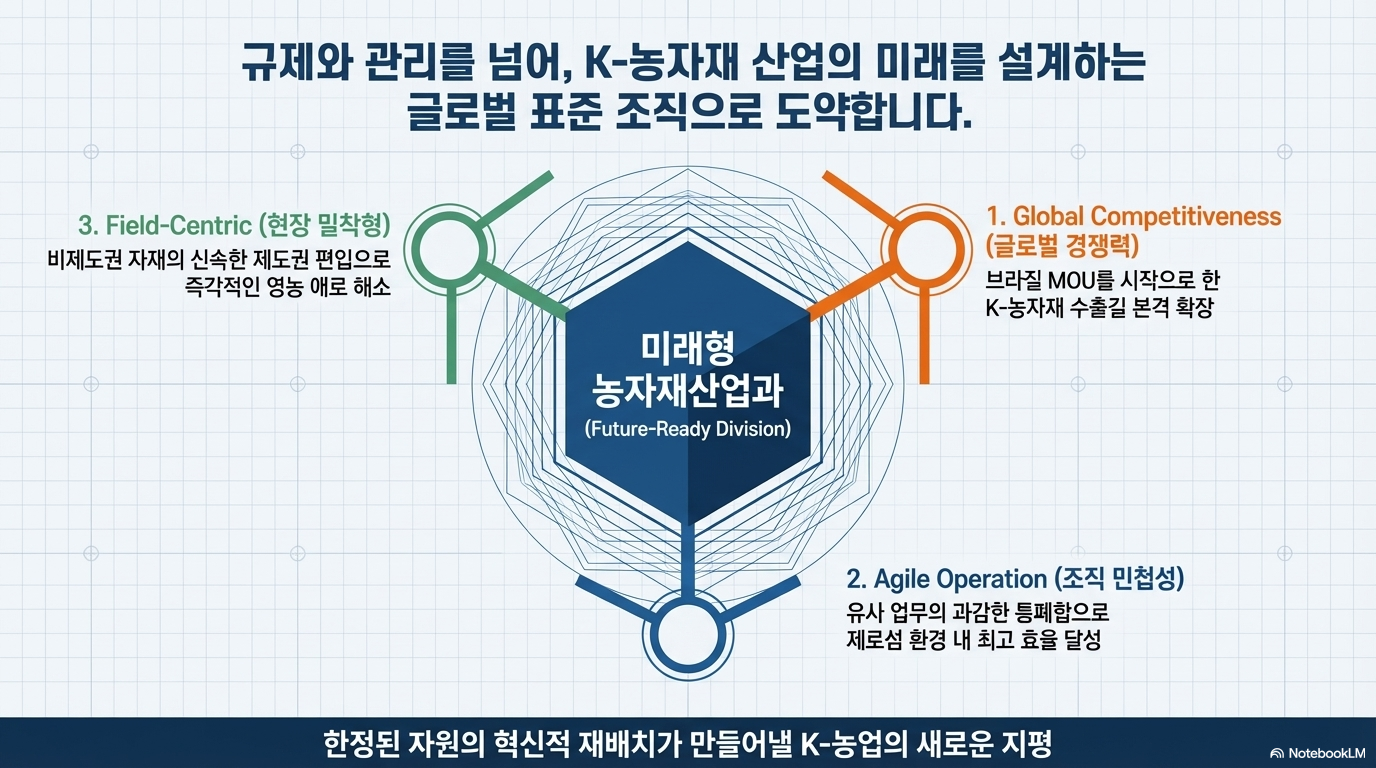 규제와 관리를 넘어, K-농자재 산업의 미래를 설계하는
글로벌 표준 조직으로 도약합니다.
1. Global Competitiveness
(글로벌 경쟁력)
브라질 MOU를 시작으로 한
K-농자재 수출길 본격 확장
3. Field-Centric (현장 밀착형)
비제도권 자재의 신속한 제도권 편입으로
즉각적인 영농 애로 해소
미래형
농자재산업과
(Future-Ready Division)
2. Agile Operation (조직 민첩성)
유사 업무의 과감한 통폐합으로
제로섬 환경 내 최고 효율 달성
한정된 자원의 혁신적 재배치가 만들어낼 K-농업의 새로운 지평
NotebookLM